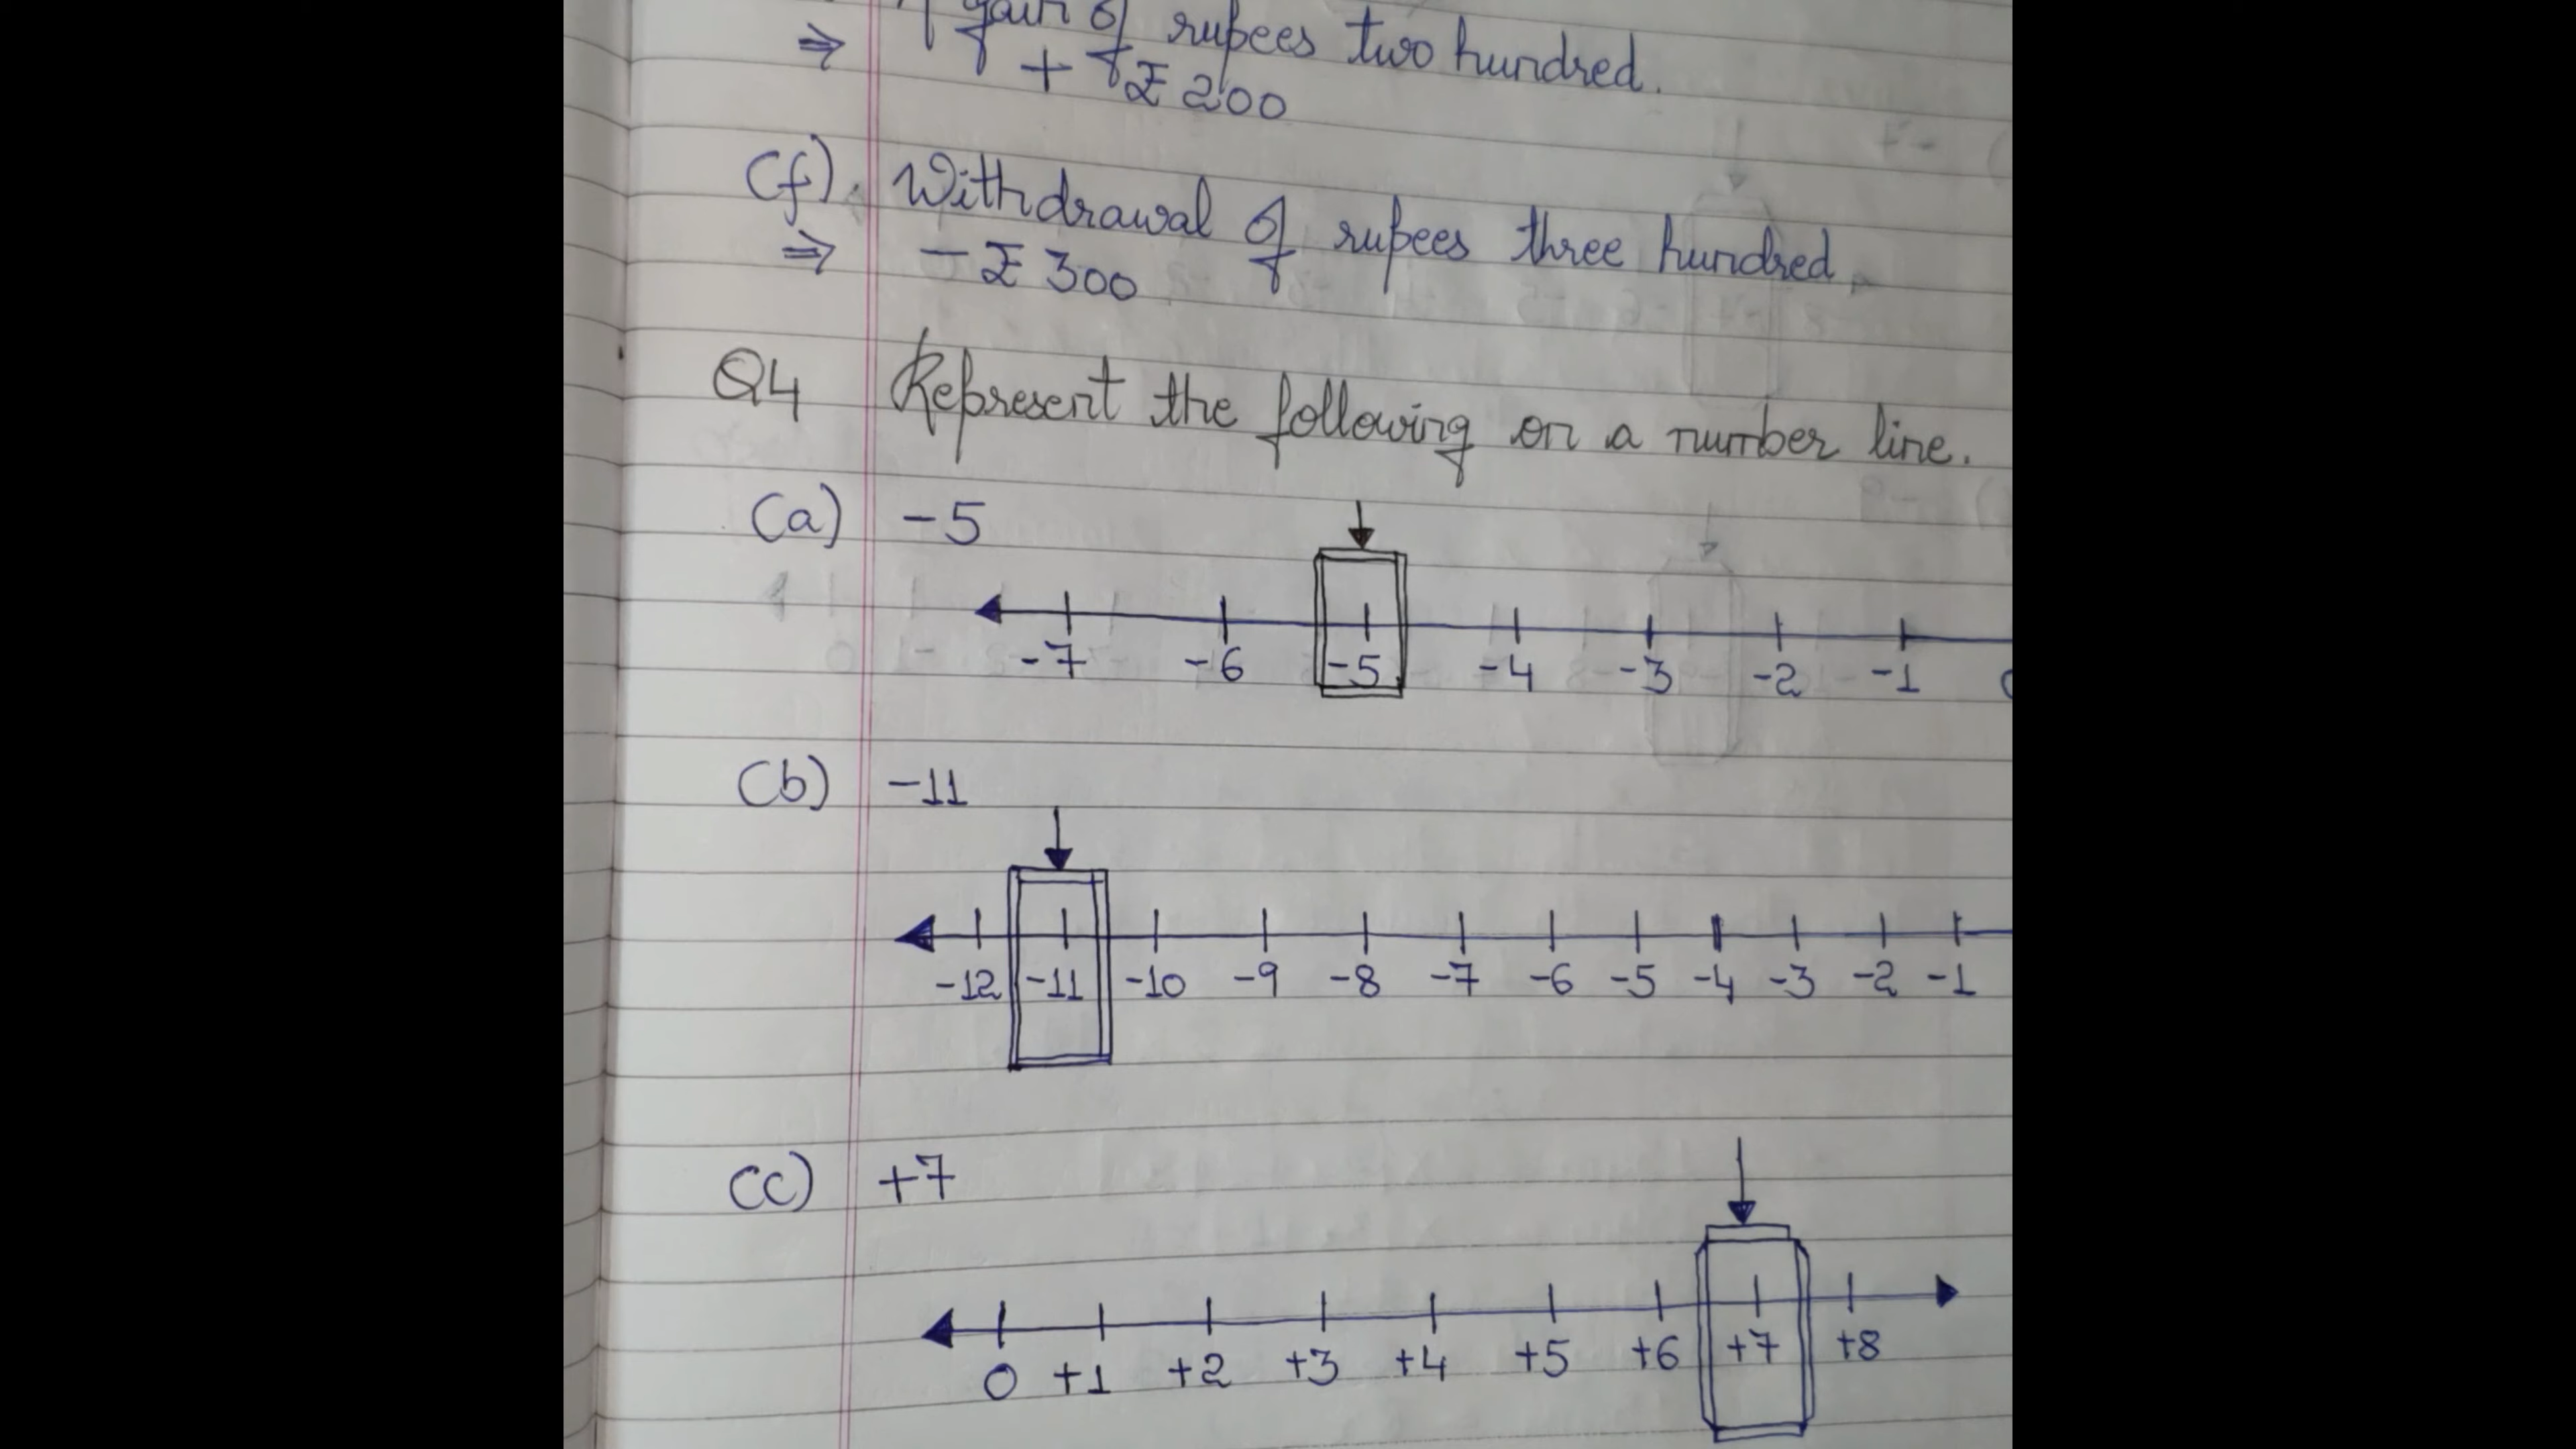 gain of rupees two hundred.
⇒ + ₹ 200
(f). Withdrawal of rupees three hundred.
⇒ - ₹ 300
Q4 Represent the following on a number line.
(a) -5
-7 -6 -5 -4 -3 -2 -1
(b) -11
-12 -11 -10 -9 -8 -7 -6 -5 -4 -3 -2 -1
(c) +7
0 +1 +2 +3 +4 +5 +6 +7 +8